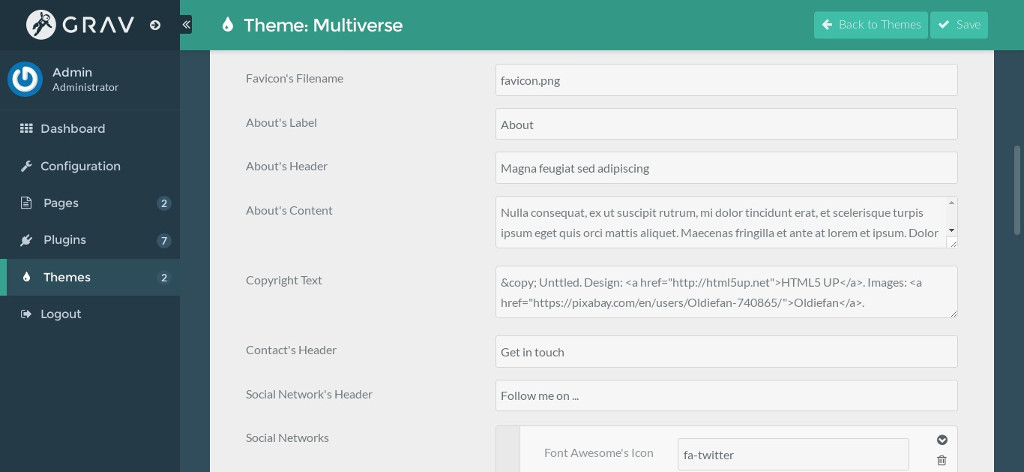 GRAV
Theme: Multiverse
Back to Themes
Save
Admin
Administrator
Dashboard
Configuration
Pages
2
Plugins
7
Themes
2
Logout
Favicon's Filename
favicon.png
About's Label
About
About's Header
Magna feugiat sed adipiscing
About's Content
Nulla consequat, ex ut suscipit rutrum, mi dolor tincidunt erat, et scelerisque turpis
ipsum eget quis orci mattis aliquet. Maecenas fringilla et ante at lorem et ipsum. Dolor
Copyright Text
&copy; Unttled. Design: <a href="http://html5up.net">HTML5 UP</a>. Images: <a
href="https://pixabay.com/en/users/Oldiefan-740865/">Oldiefan</a>.
Contact's Header
Get in touch
Social Network's Header
Follow me on ...
Social Networks
Font Awesome's Icon
fa-twitter